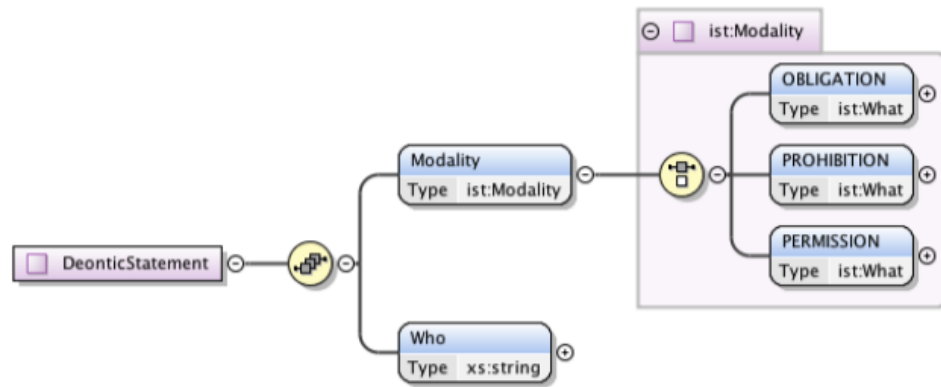 ist:Modality
OBLIGATION
Type ist:What
Modality
Type ist:Modality
PROHIBITION
Type ist:What
DeonticStatement
PERMISSION
Type ist:What
Who
Type xs:string